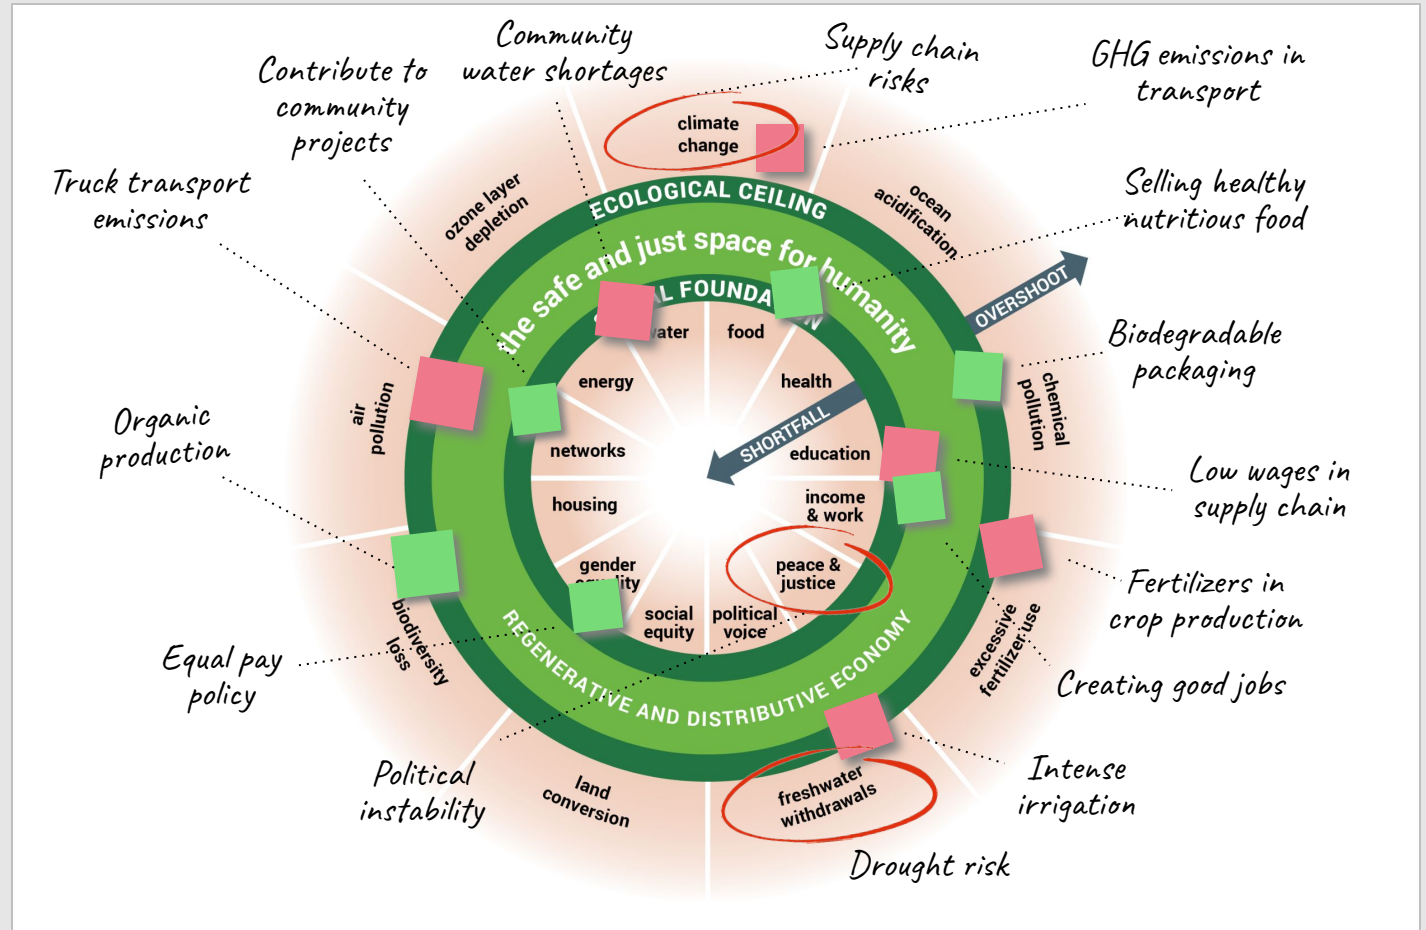 Community
water shortages
Supply chain
risks
GHG emissions in
transport
Contribute to
community
projects
climate
change
Truck transport
emissions
ozone layer
depletion
ocean
acidification
Selling healthy
nutritious food
ECOLOGICAL CEILING
the safe and just space for humanity
OVERSHOOT
FOUNDA
food
energy
health
Biodegradable
packaging
air
pollution
chemical
pollution
SHORTFALL
Organic
production
networks
education
Low wages in
supply chain
housing
income
& work
gender
peace &
justice
Fertilizers in
crop production
biodiversity
loss
social
equity
political
voice
excessive
fertilizer use
Equal pay
policy
REGENERATIVE AND DISTRIBUTIVE ECONOMY
Creating good jobs
Political
instability
land
conversion
freshwater
withdrawals
Intense
irrigation
Drought risk